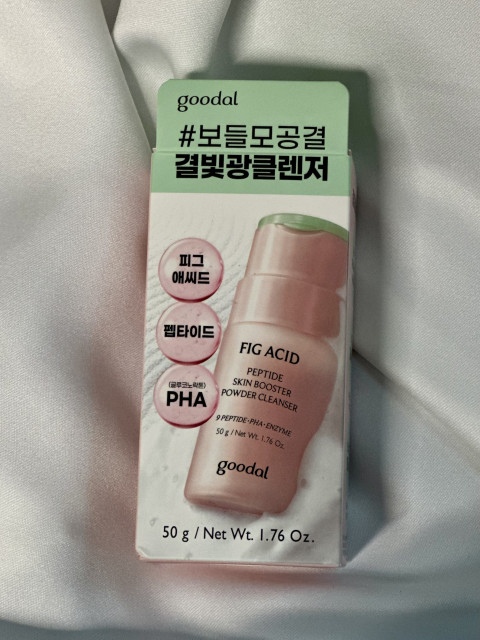 goodal
#보들모공결
결빛광클렌저
피그
애씨드
펩타이드
(글루코노락톤)
PHA
FIG ACID
PEPTIDE
SKIN BOOSTER
POWDER CLEANSER
9 PEPTIDE·PHA·ENZYME
50 g / Net Wt. 1.76 Oz.
goodal
50 g / Net Wt. 1.76 Oz.